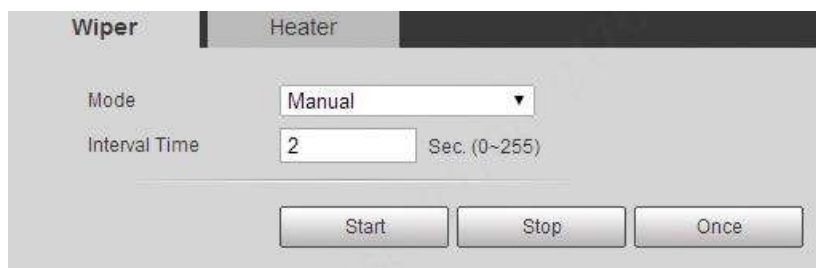 Wiper Heater
Mode Manual
Interval Time 2 Sec. (0~255)
Start Stop Once